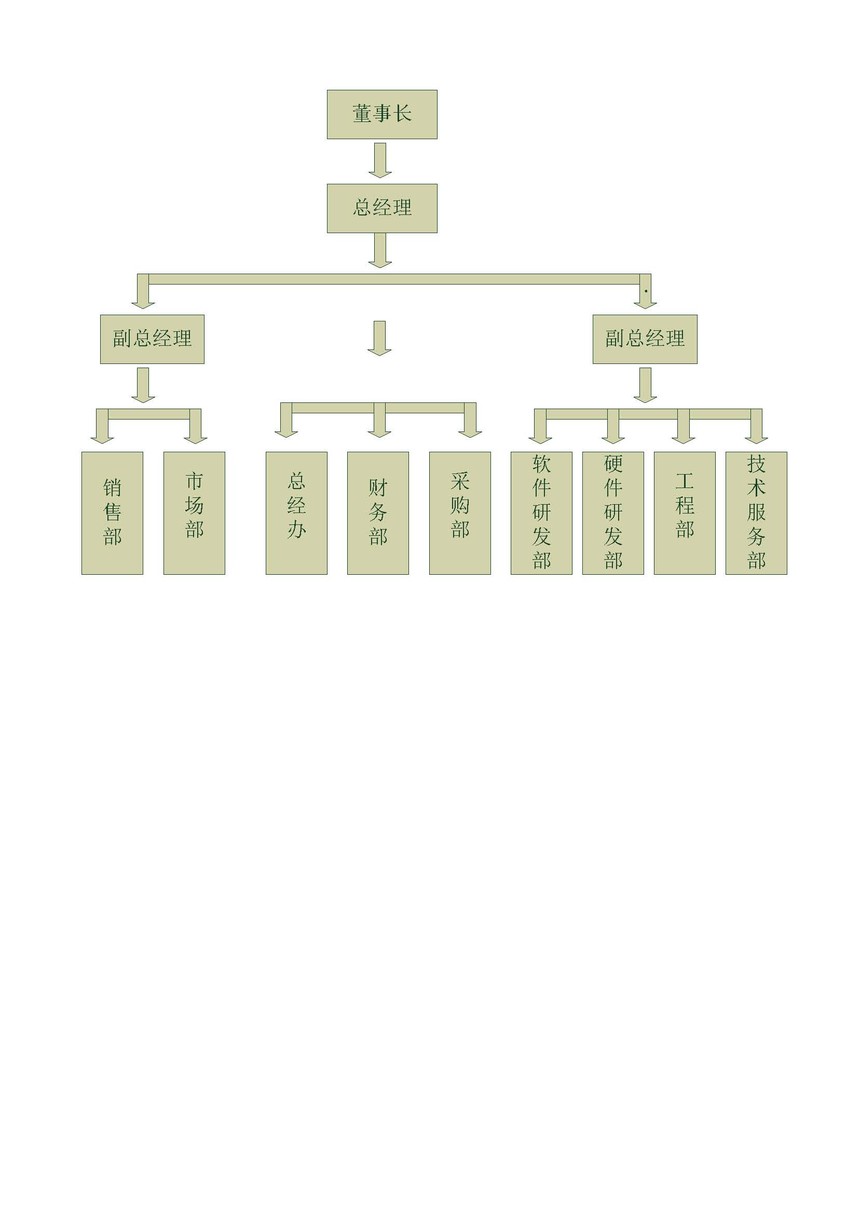 董事长
总经理
副总经理
副总经理
销售部
市场部
总经办
财务部
采购部
软件研发部
硬件研发部
工程部
技术服务部